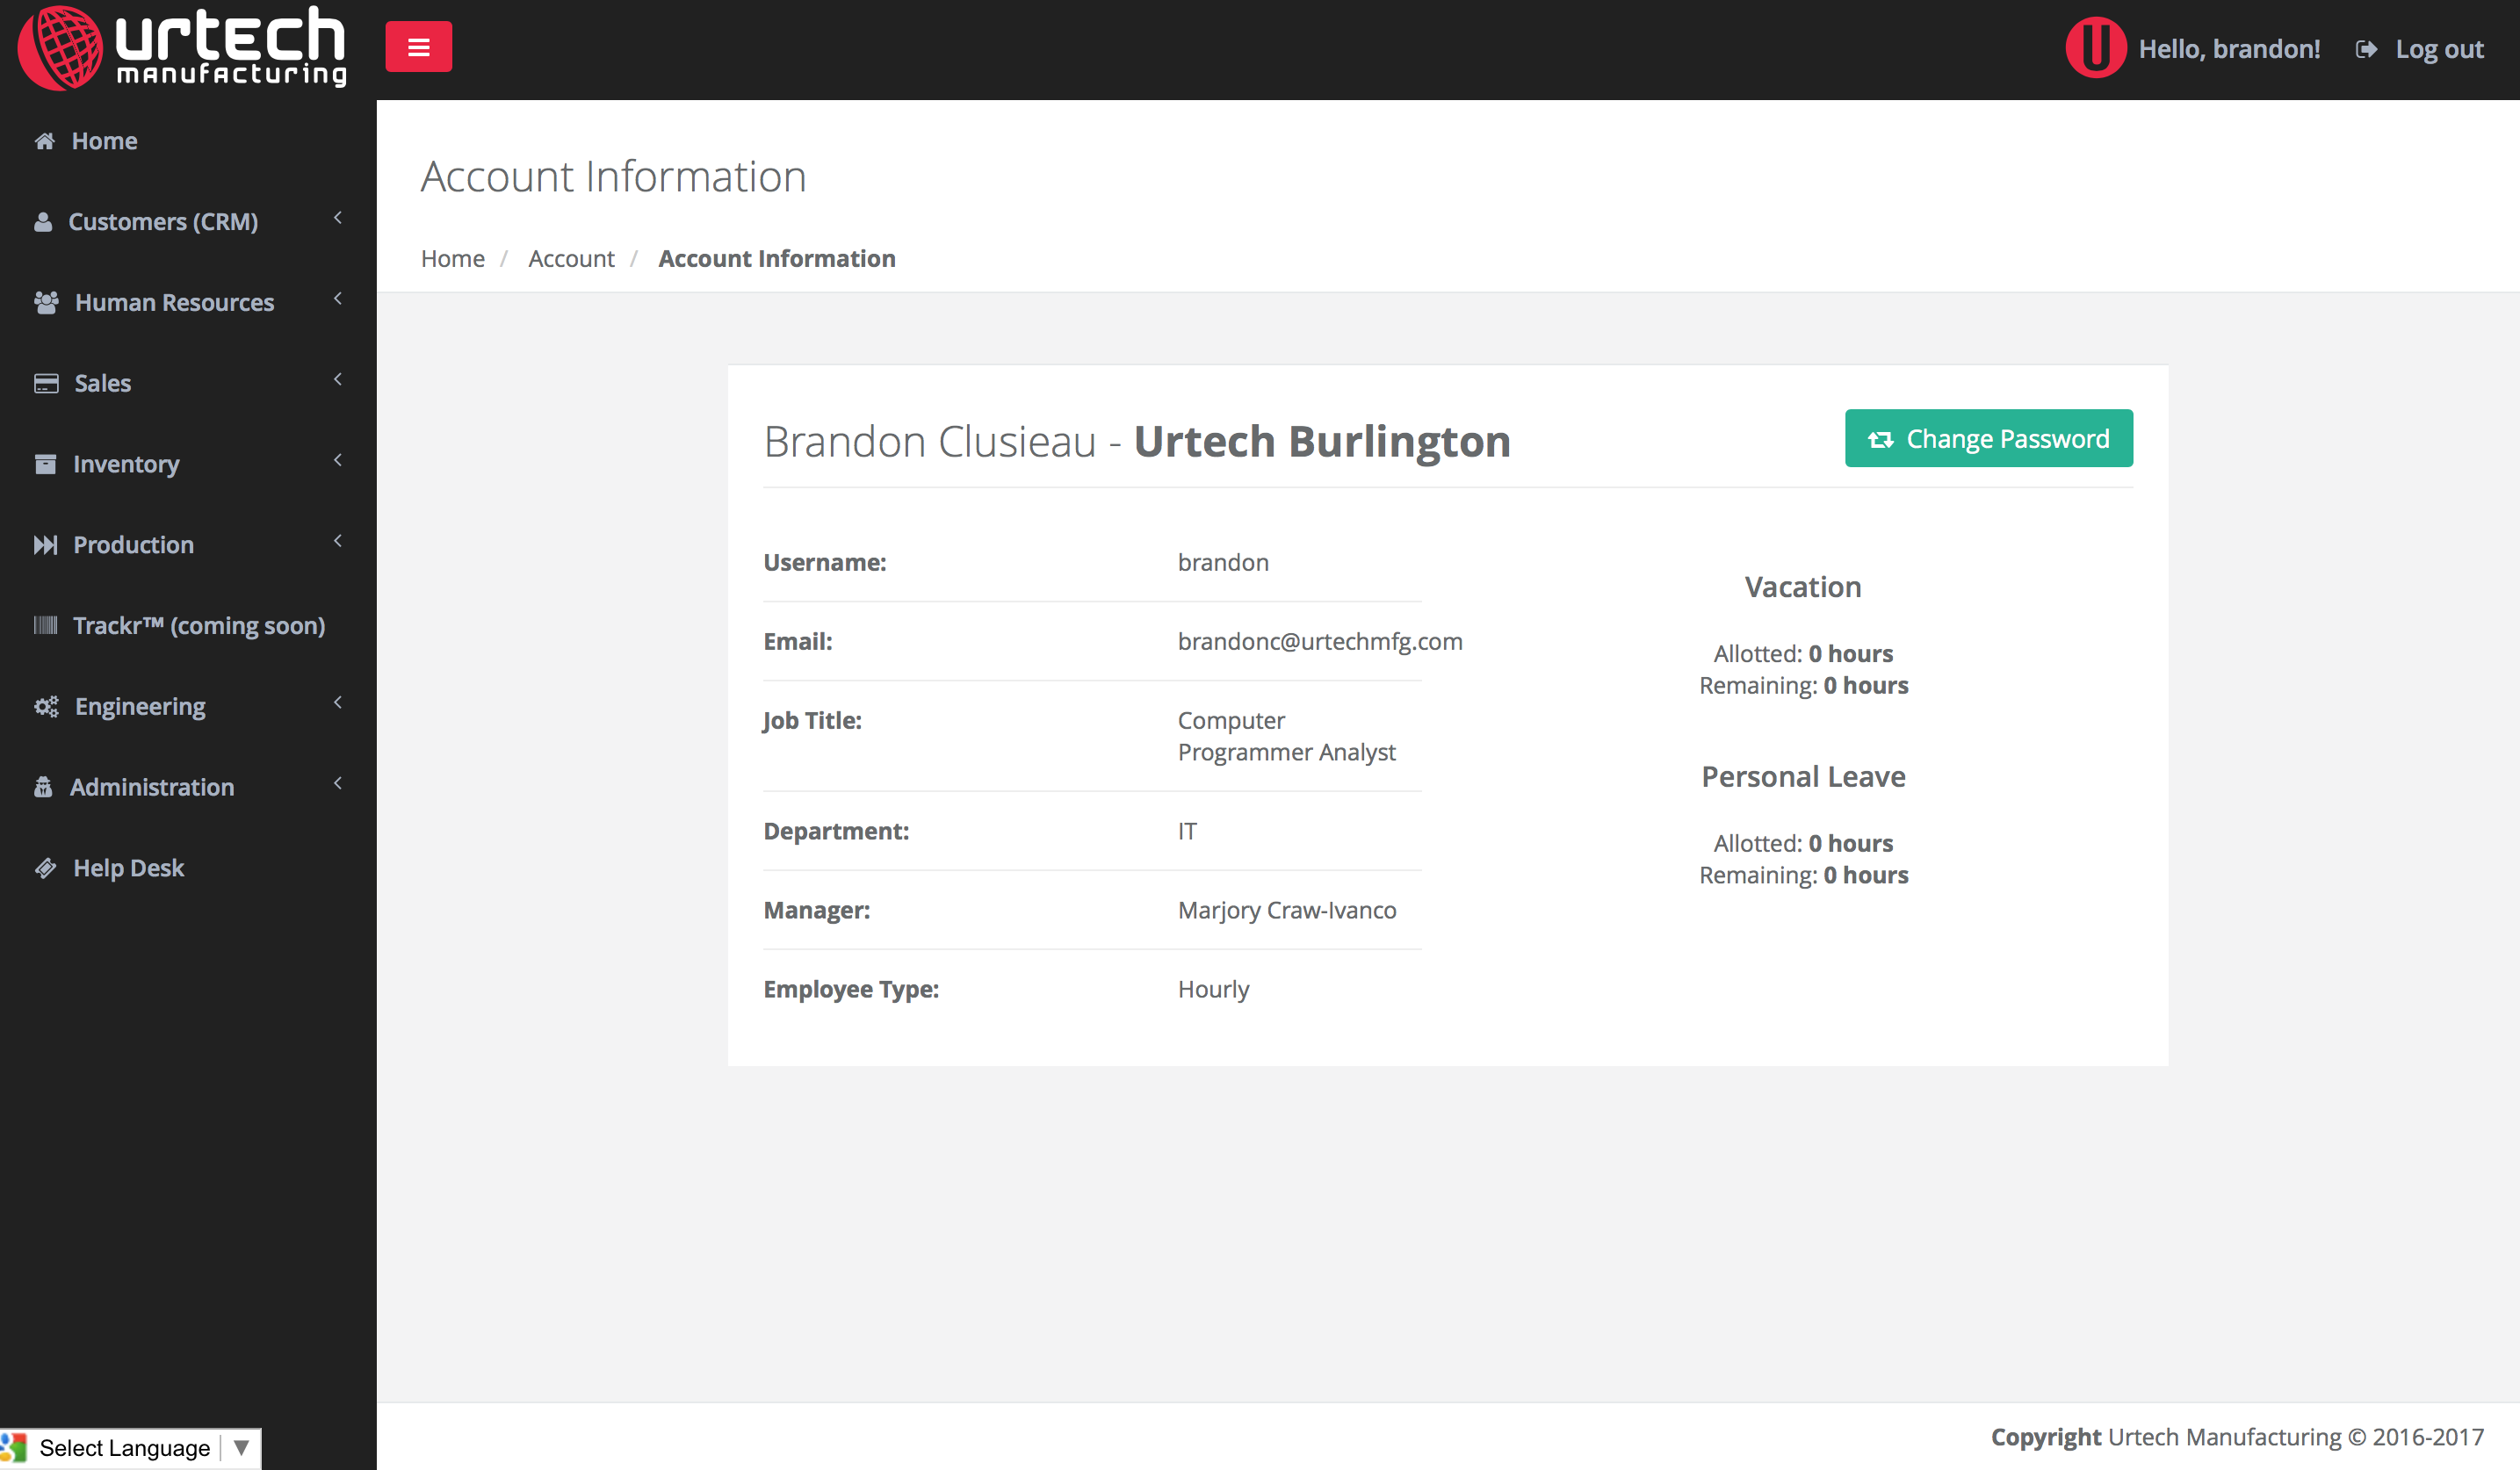 urtech
manufacturing
Hello, brandon!
Log out
Home
Customers (CRM)
Human Resources
Sales
Inventory
Production
Trackr™ (coming soon)
Engineering
Administration
Help Desk
Select Language ▼
Account Information
Home / Account / Account Information
Brandon Clusieau - Urtech Burlington
Change Password
Username: brandon
Email: brandonc@urtechmfg.com
Job Title: Computer
Programmer Analyst
Department: IT
Manager: Marjory Craw-Ivanco
Employee Type: Hourly
Vacation
Allotted: 0 hours
Remaining: 0 hours
Personal Leave
Allotted: 0 hours
Remaining: 0 hours
Copyright Urtech Manufacturing © 2016-2017